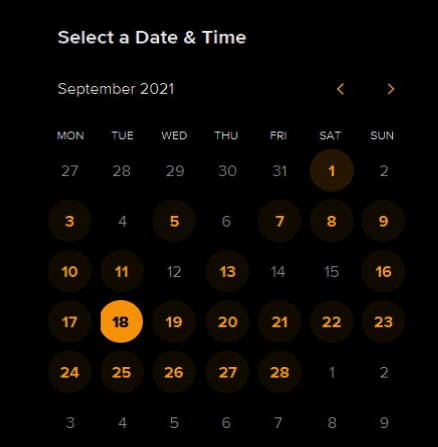 Select a Date & Time
September 2021 < >
MON TUE WED THU FRI SAT SUN
27 28 29 30 31 1 2
3 4 5 6 7 8 9
10 11 12 13 14 15 16
17 18 19 20 21 22 23
24 25 26 27 28 1 2
3 4 5 6 7 8 9